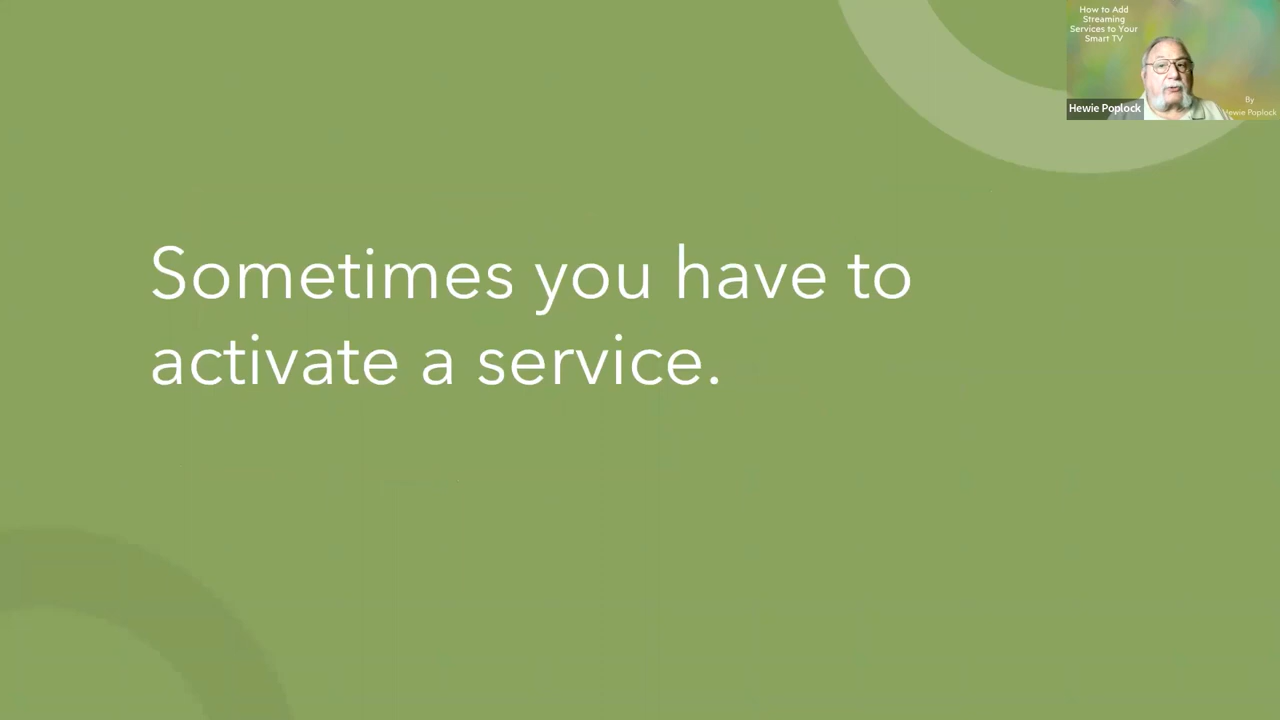 How to Add
Streaming
Services to Your
Smart TV
Hewie Poplock
By
Hewie Poplock
Sometimes you have to
activate a service.